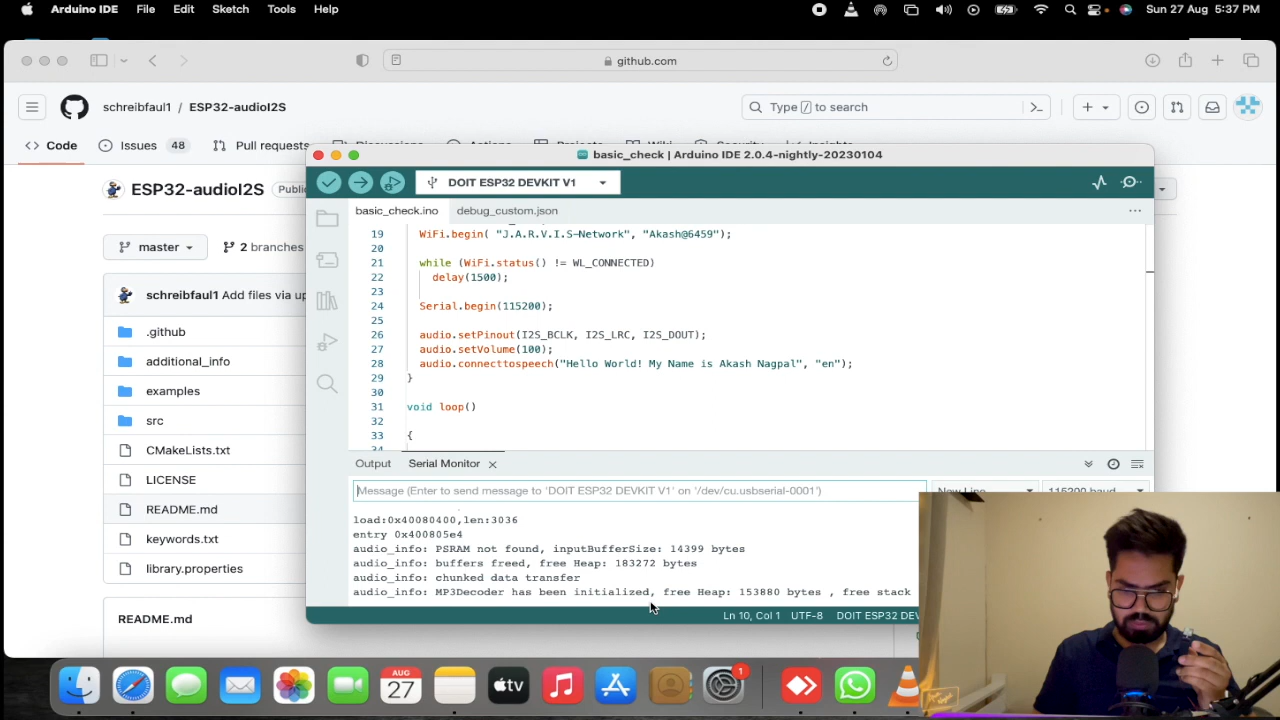 Arduino IDE File Edit Sketch Tools Help
Sun 27 Aug 5:37 PM
github.com
schreibfaul1 / ESP32-audioI2S
Type / to search
Code Issues 48 Pull requests
basic_check | Arduino IDE 2.0.4-nightly-20230104
ESP32-audioI2S
DOIT ESP32 DEVKIT V1
basic_check.ino debug_custom.json
master 2 branches
schreibfaul1 Add files via up
.github
additional_info
examples
src
CMakeLists.txt
LICENSE
README.md
keywords.txt
library.properties
README.md
19 WiFi.begin( "J.A.R.V.I.S-Network", "Akash@6459");
20
21 while (WiFi.status() != WL_CONNECTED)
22 delay(1500);
23
24 Serial.begin(115200);
25
26 audio.setPinout(I2S_BCLK, I2S_LRC, I2S_DOUT);
27 audio.setVolume(100);
28 audio.connecttospeech("Hello World! My Name is Akash Nagpal", "en");
29 }
30
31 void loop()
32
33 {
34
Output Serial Monitor
Message (Enter to send message to 'DOIT ESP32 DEVKIT V1' on '/dev/cu.usbserial-0001')
New Line 115200 baud
load:0x40080400,len:3036
entry 0x400805e4
audio_info: PSRAM not found, inputBufferSize: 14399 bytes
audio_info: buffers freed, free Heap: 183272 bytes
audio_info: chunked data transfer
audio_info: MP3Decoder has been initialized, free Heap: 153880 bytes , free stack
Ln 10, Col 1 UTF-8 DOIT ESP32 DEV
AUG
27
tv
1